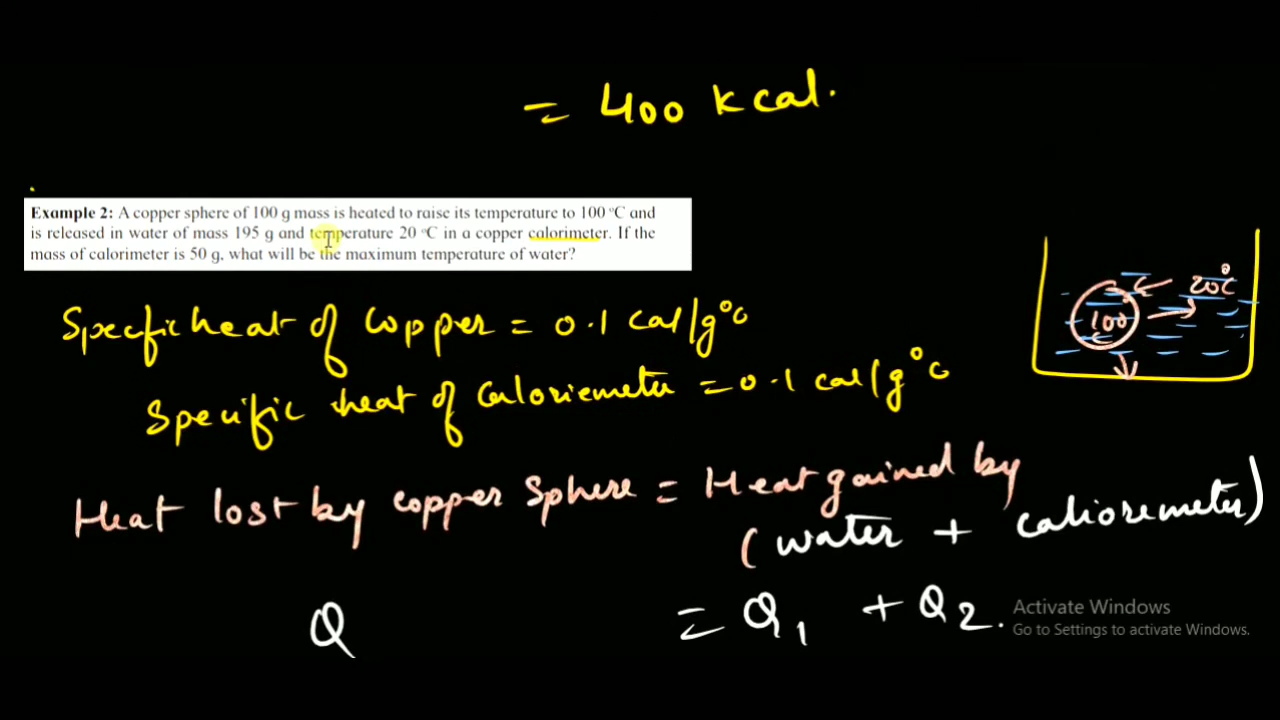 = 400 kcal.
Example 2: A copper sphere of 100 g mass is heated to raise its temperature to 100 °C and
is released in water of mass 195 g and temperature 20 °C in a copper calorimeter. If the
mass of calorimeter is 50 g, what will be the maximum temperature of water?
20°C
100
Specific heat of Copper = 0.1 cal/g°c
Specific heat of Caloriemeter = 0.1 cal/g°c
Heat lost by copper Sphere = Heat gained by
(water + calioremeter)
Q = Q1 + Q2.
Activate Windows
Go to Settings to activate Windows.